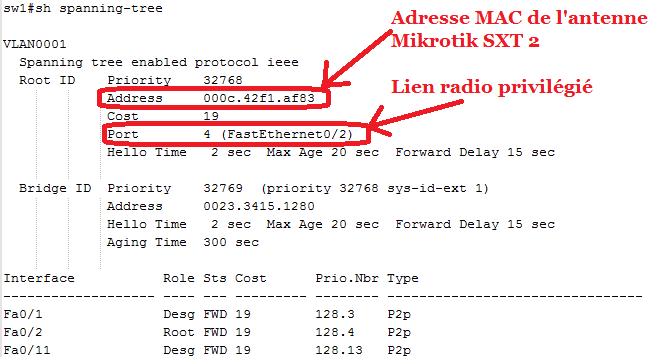 sw1#sh spanning-tree
Adresse MAC de l'antenne
Mikrotik SXT 2
VLAN0001
Spanning tree enabled protocol ieee
Root ID Priority 32768
Address 000c.42f1.af83
Lien radio privilégié
Cost 19
Port 4 (FastEthernet0/2)
Hello Time 2 sec Max Age 20 sec Forward Delay 15 sec
Bridge ID Priority 32769 (priority 32768 sys-id-ext 1)
Address 0023.3415.1280
Hello Time 2 sec Max Age 20 sec Forward Delay 15 sec
Aging Time 300 sec
Interface Role Sts Cost Prio.Nbr Type
------------------- ---- --- --------- -------- --------------------------------
Fa0/1 Desg FWD 19 128.3 P2p
Fa0/2 Root FWD 19 128.4 P2p
Fa0/11 Desg FWD 19 128.13 P2p